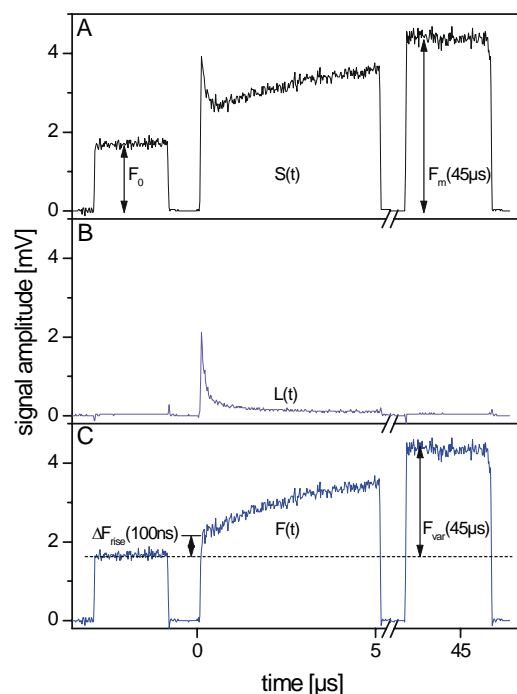 A
4
2
0
F0
S(t)
Fm(45µs)
B
4
2
0
L(t)
signal amplitude [mV]
C
4
2
0
ΔFrise(100ns)
F(t)
Fvar(45µs)
0
5
45
time [µs]